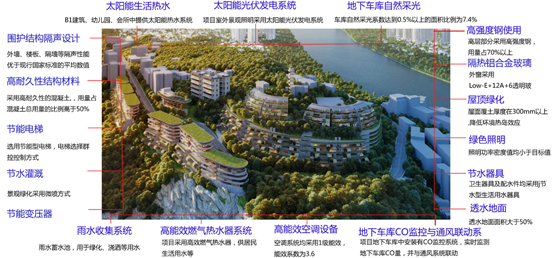 太阳能生活热水
B1建筑、幼儿园、会所中提供太阳能热水系统
太阳能光伏发电系统
项目室外景观照明采用太阳能光伏发电系统
地下车库自然采光
车库自然采光系数达到0.5%以上的面积比例为7.4%
围护结构隔声设计
外墙、楼板、隔墙等隔声性能
优于现行国家标准的平均数值
高耐久性结构材料
采用高耐久性的混凝土，用量占
混凝土总用量的比例高于50%
节能电梯
选用节能型电梯，电梯选择群
控控制方式
节水灌溉
景观绿化采用微喷方式
节能变压器
高强度钢使用
高层部分采用高强度钢，
用量占70%以上
隔热铝合金玻璃
外窗采用
Low-E+12A+6透明玻
屋顶绿化
屋面覆土厚度在300mm以上
,降低环境热岛效应
绿色照明
照明功率密度值均小于目标值
节水器具
卫生器具及配水件均采用节
水型生活用水器具
透水地面
透水地面面积大于50%
雨水收集系统
雨水蓄水池，用于绿化、浇洒等用水
高能效燃气热水器系统
项目采用高效燃气热水器，供居民
生活用水等
高能效空调设备
空调系统均采用1级能效，
能效系数为3.6
地下车库CO监控与通风联动系
项目地下车库中安装有CO监控系统，实时监测
地下车库CO量，并与通风系统联动